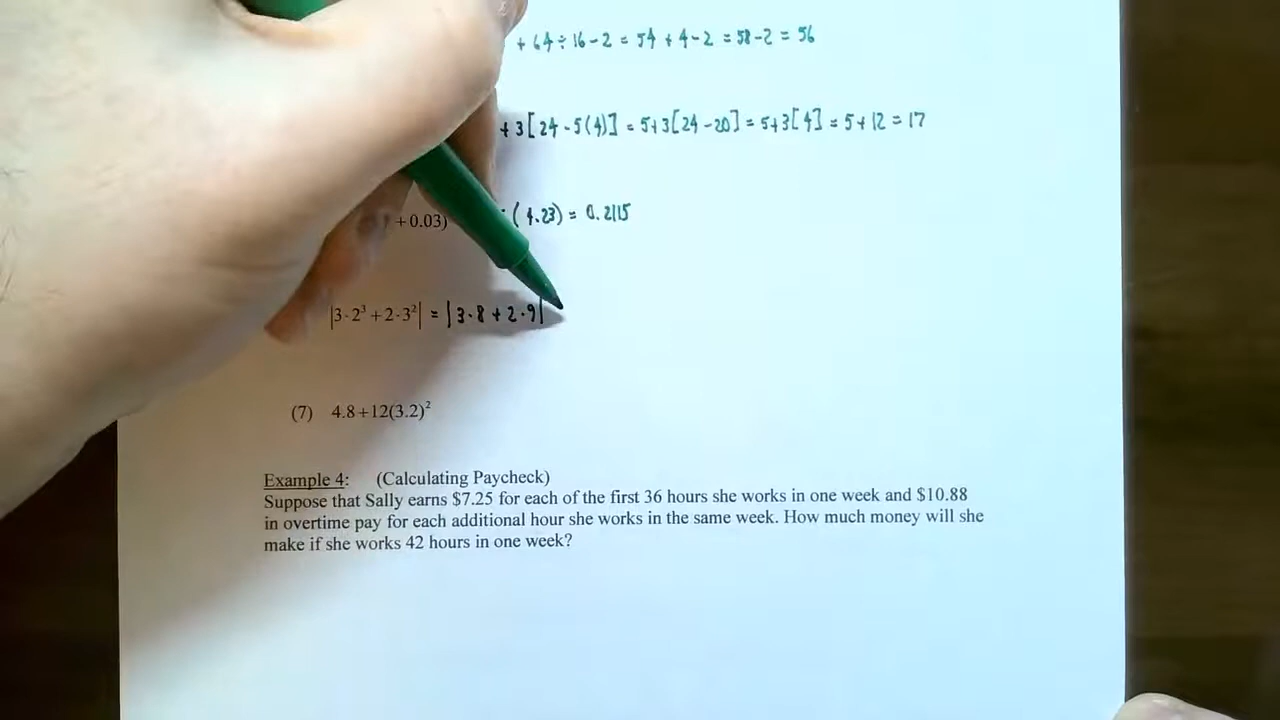 + 64 ÷ 16 - 2 = 54 + 4 - 2 = 58 - 2 = 56
+ 3[24 - 5(4)] = 5 + 3[24 - 20] = 5 + 3[4] = 5 + 12 = 17
+ 0.03) (4.23) = 0.2115
|3·2³ + 2·3²| = |3·8 + 2·9|
(7) 4.8 + 12(3.2)²
Example 4: (Calculating Paycheck)
Suppose that Sally earns $7.25 for each of the first 36 hours she works in one week and $10.88
in overtime pay for each additional hour she works in the same week. How much money will she
make if she works 42 hours in one week?